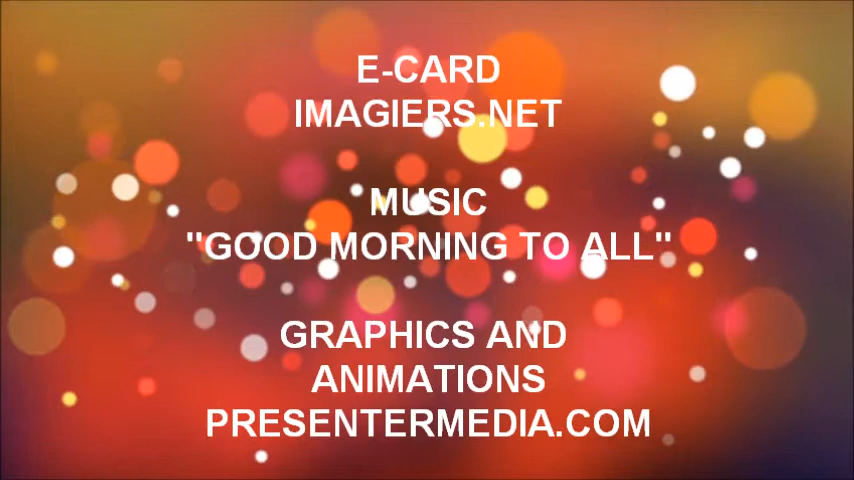 E-CARD
IMAGIERS.NET
MUSIC
"GOOD MORNING TO ALL"
GRAPHICS AND
ANIMATIONS
PRESENTERMEDIA.COM